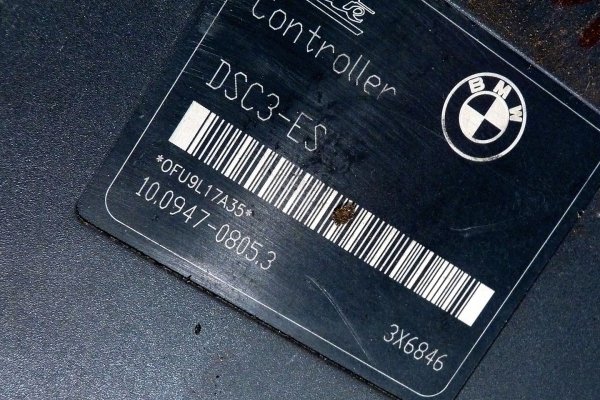 Controller
BMW
DSC3-ES
*OFU9L17A35*
10.0947-0805.3
3X6846